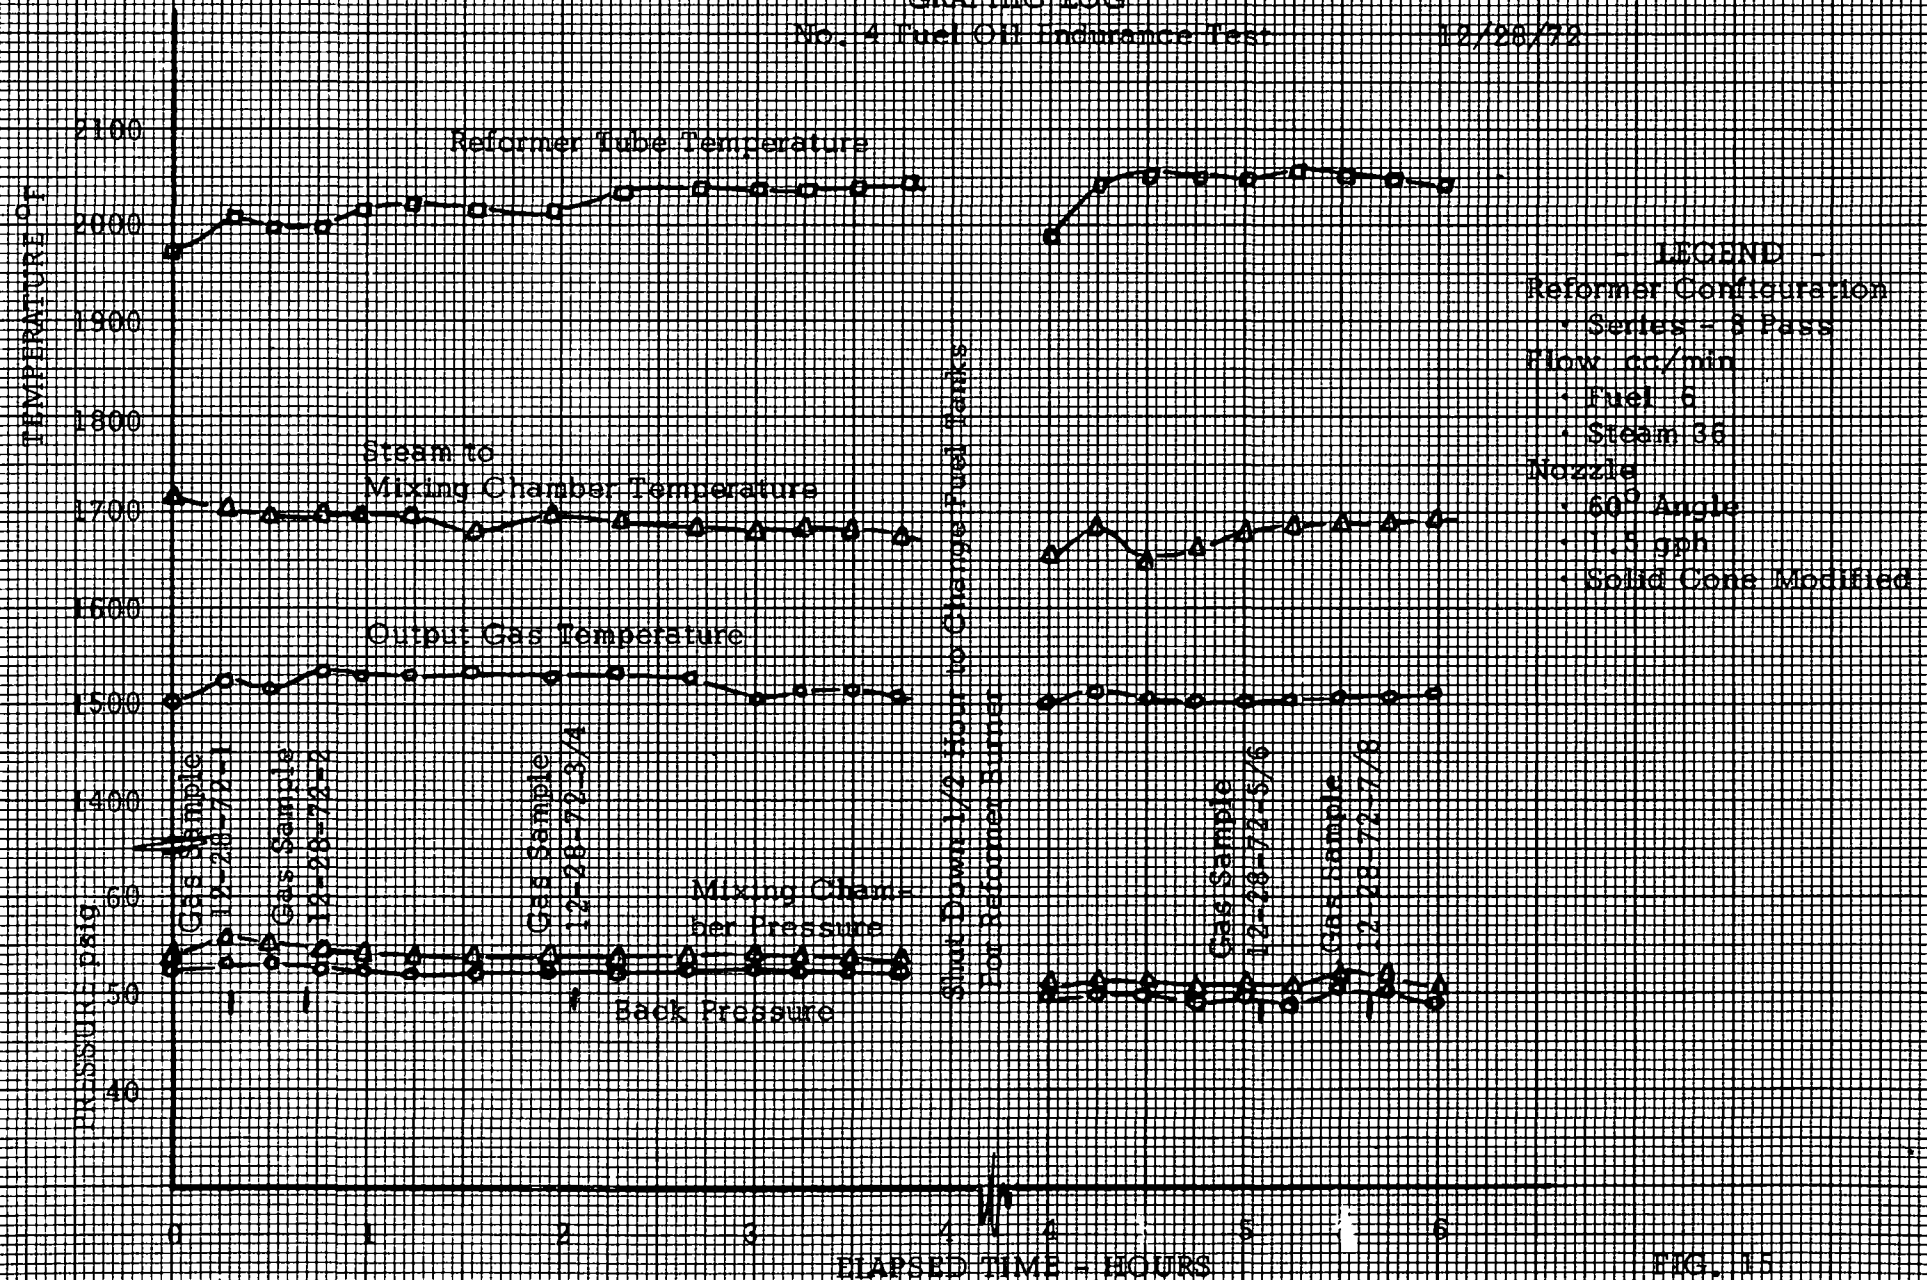 GRAPHIC LOG
No. 4 Fuel Oil Endurance Test
12/28/72
TEMPERATURE °F
2100
2000
1900
1800
1700
1600
1500
1400
PRESSURE psig
60
50
40
Reformer Tube Temperature
Steam to
Mixing Chamber Temperature
Output Gas Temperature
Gas Sample
12-28-72-1
Gas Sample
12-28-72-2
Gas Sample
12-28-72-3/4
Mixing Cham-
ber Pressure
Back Pressure
Shut Down 1/2 Hour to Change Fuel Tanks
For Reformer Burner
Gas Sample
12-28-72-5/6
Gas Sample
12-28-72-7/8
- LEGEND -
Reformer Configuration
· Series - 3 Pass
Flow cc/min
· Fuel 6
· Steam 36
Nozzle
· 60° Angle
· 1.5 gph
· Solid Cone Modified
0 1 2 3 4 4 5 6
ELAPSED TIME - HOURS
FIG. 15